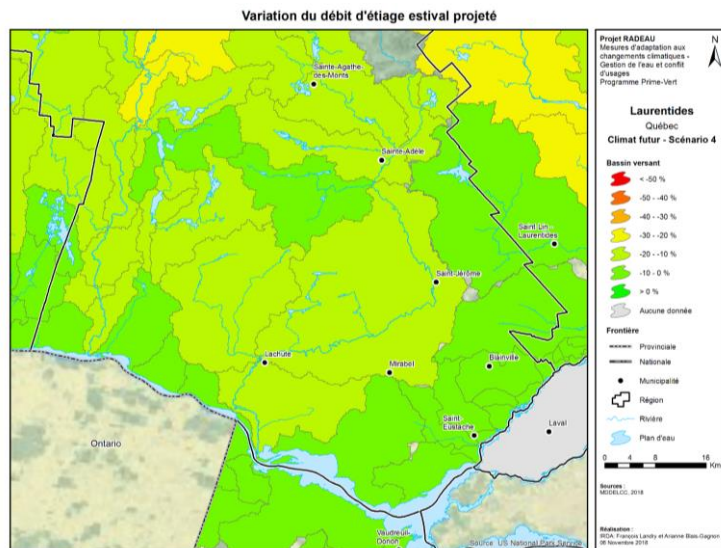 Variation du débit d'étiage estival projeté
Projet RADEAU
Mesures d'adaptation aux
changements climatiques -
Gestion de l'eau et conflit
d'usages
Programme Prime-Vert
N
Laurentides
Québec
Climat futur - Scénario 4
Bassin versant
< -50 %
-50 - -40 %
-40 - -30 %
-30 - -20 %
-20 - -10 %
-10 - 0 %
> 0 %
Aucune donnée
Frontière
Provinciale
Nationale
Municipalité
Région
Rivière
Plan d'eau
0 4 8 16
Km
Sources :
MDDELCC, 2018
Réalisation :
IRDA: François Landry et Arianne Blais-Gagnon
06 Novembre 2018
Sainte-Agathe
-des-Monts
Sainte-Adèle
Saint-Lin
-Laurentides
Saint-Jérôme
Lachute
Mirabel
Blainville
Saint-
Eustache
Laval
Ontario
Vaudreuil-
Dorion
Source: US National Park Service